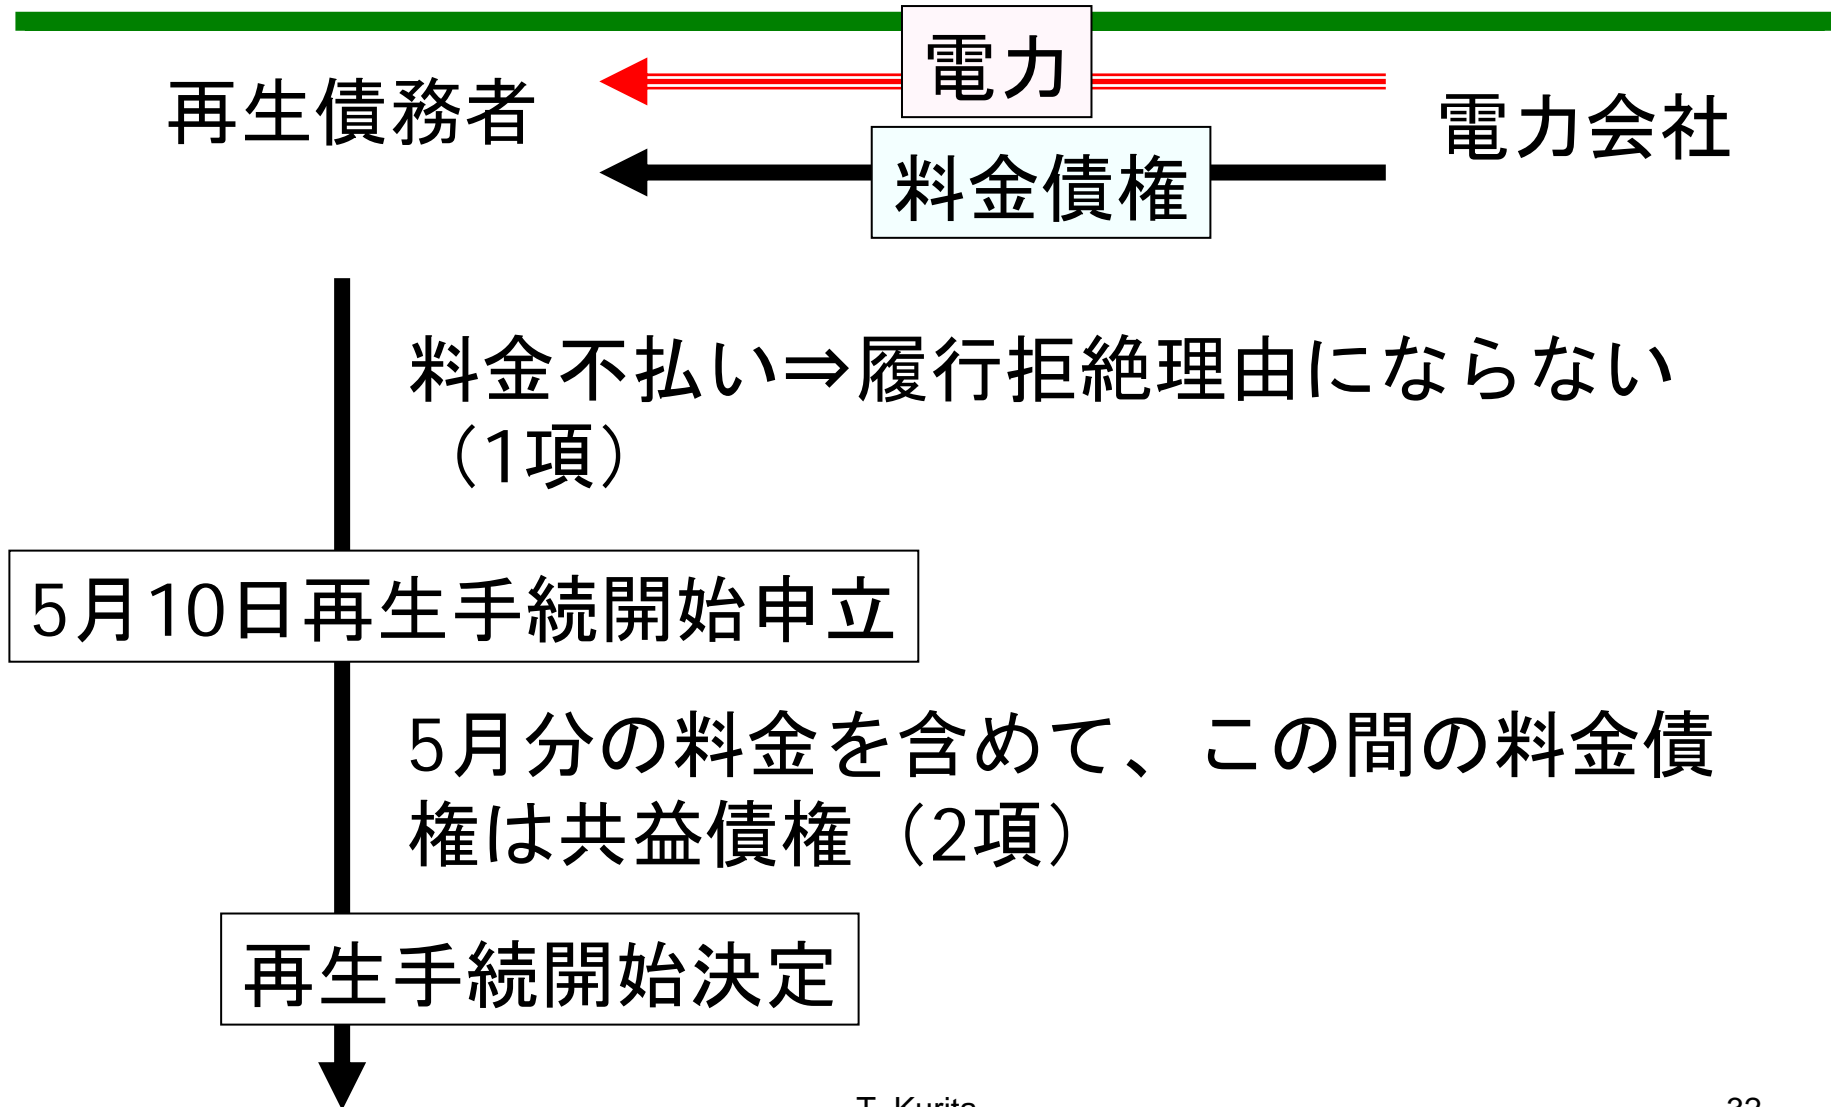 電力
再生債務者
電力会社
料金債権
料金不払い⇒履行拒絶理由にならない
（1項）
5月10日再生手続開始申立
5月分の料金を含めて、この間の料金債
権は共益債権（2項）
再生手続開始決定
T. Kurita
32